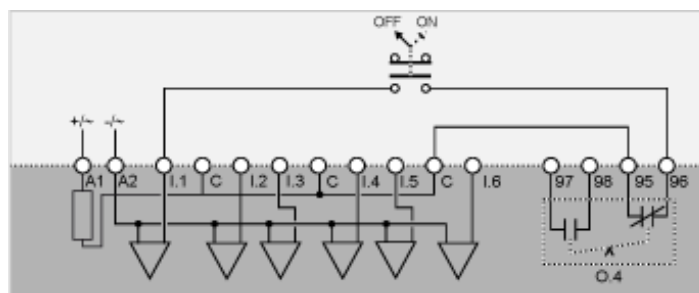 OFF ON
+/~ -/~
A1 A2 I.1 C I.2 I.3 C I.4 I.5 C I.6 97 98 95 96
O.4